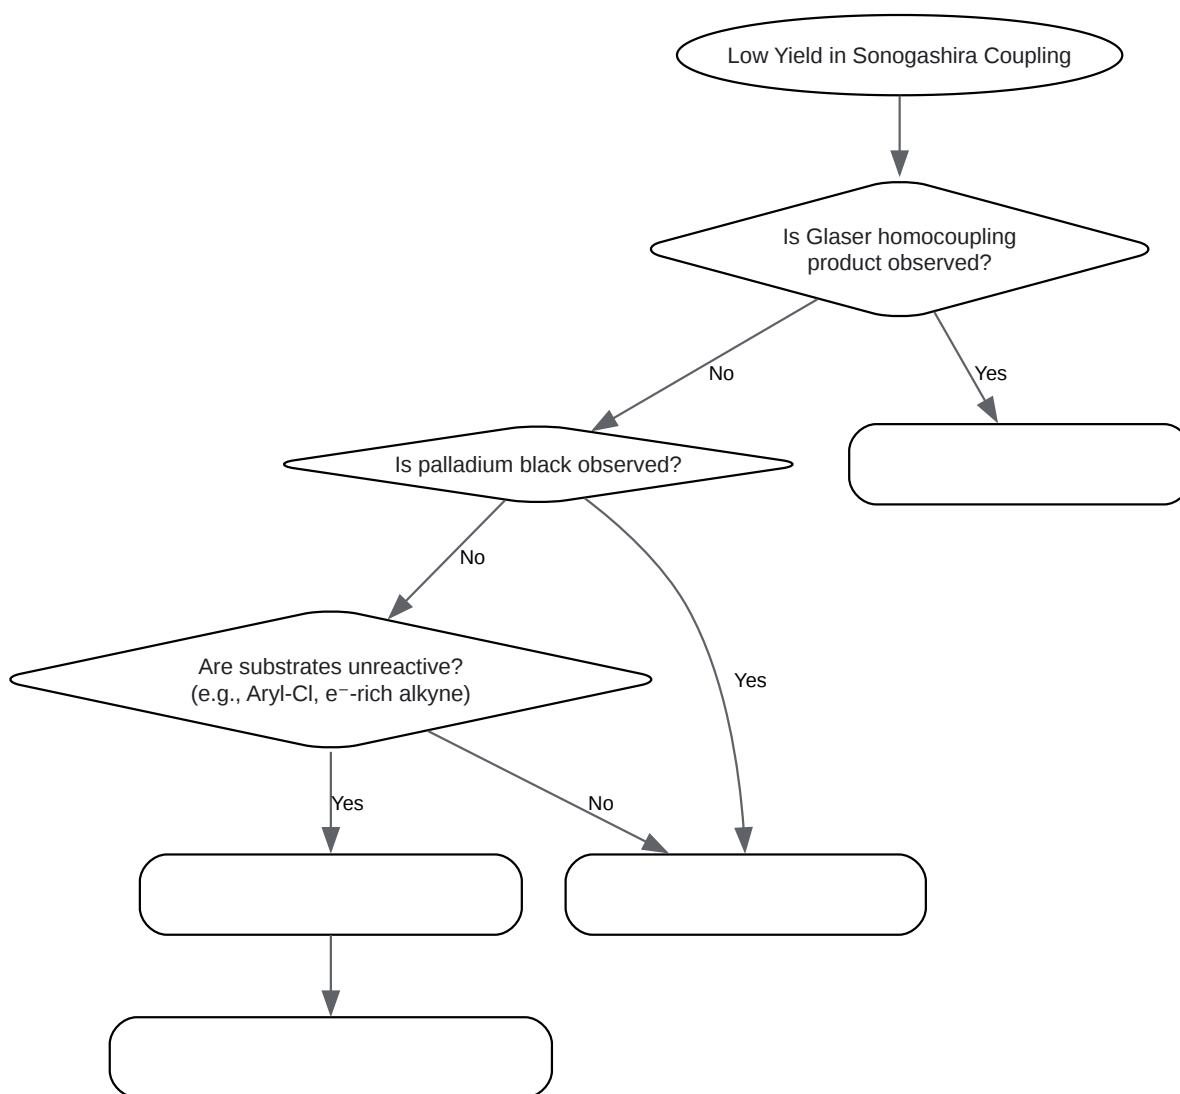 Low Yield in Sonogashira Coupling
Is Glaser homocoupling
product observed?
No
Yes
Is palladium black observed?
No
Are substrates unreactive?
(e.g., Aryl-Cl, e⁻-rich alkyne)
Yes
Yes
No